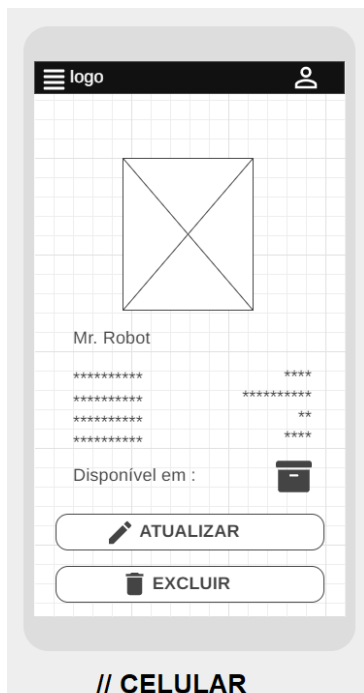 logo
Mr. Robot
********** ****
********** **********
********** **
********** ****
Disponível em :
ATUALIZAR
EXCLUIR
// CELULAR